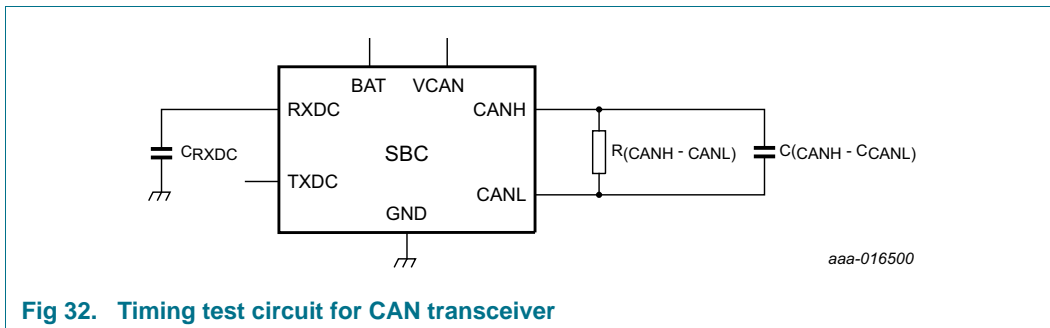 BAT VCAN
RXDC CANH
CRXDC SBC R(CANH - CANL) C(CANH - CCANL)
TXDC CANL
GND
aaa-016500
Fig 32. Timing test circuit for CAN transceiver